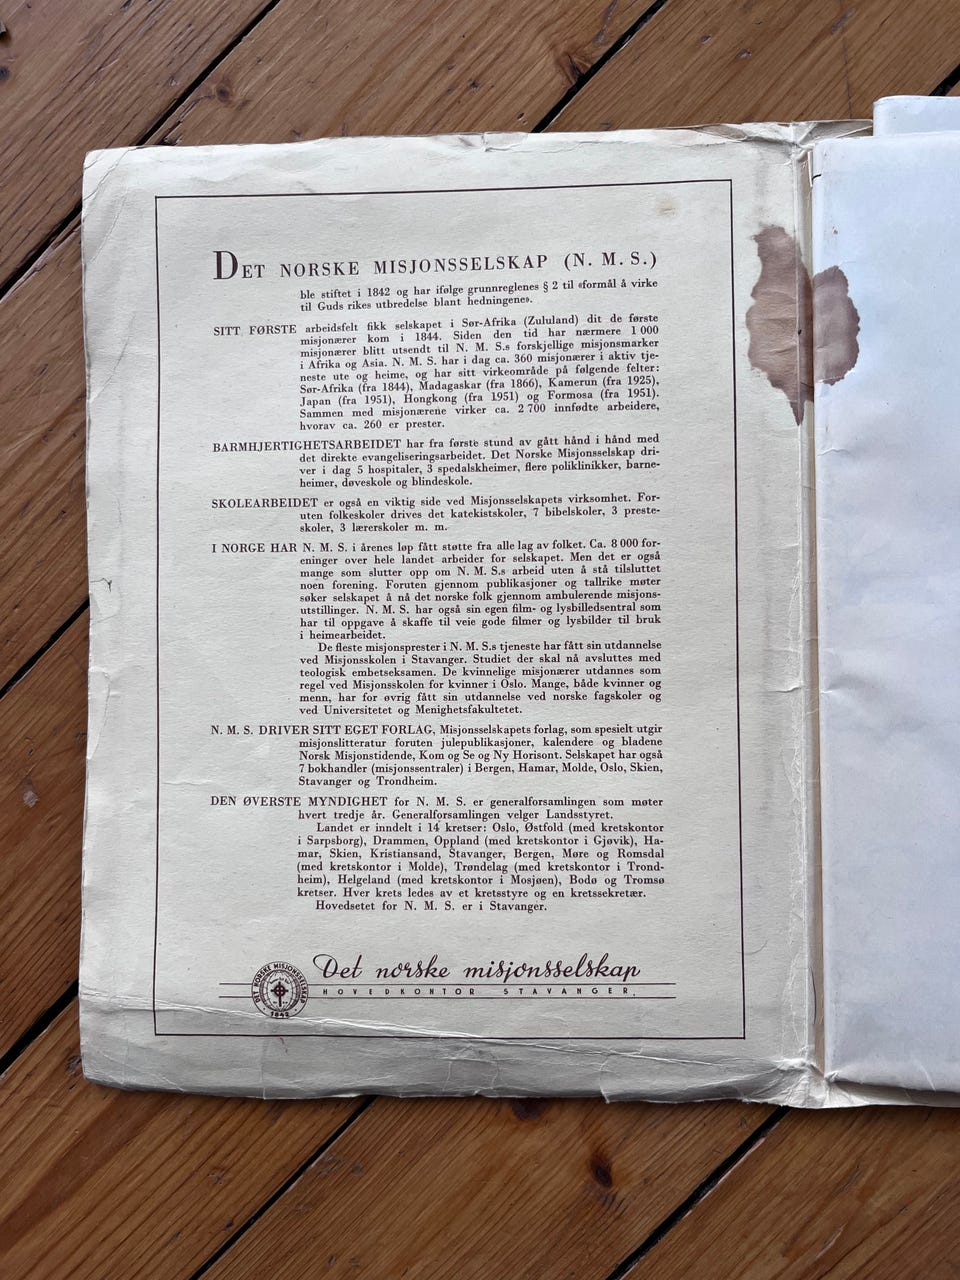 DET NORSKE MISJONSSELSKAP (N. M. S.)
ble stiftet i 1842 og har ifølge grunnreglenes § 2 til «formål å virke
til Guds rikes utbredelse blant hedningene».
SITT FØRSTE arbeidsfelt fikk selskapet i Sør-Afrika (Zululand) dit de første
misjonærer kom i 1844. Siden den tid har nærmere 1 000
misjonærer blitt utsendt til N. M. S.s forskjellige misjonsmarker
i Afrika og Asia. N. M. S. har i dag ca. 360 misjonærer i aktiv tje-
neste ute og heime, og har sitt virkeområde på følgende felter:
Sør-Afrika (fra 1844), Madagaskar (fra 1866), Kamerun (fra 1925),
Japan (fra 1951), Hongkong (fra 1951) og Formosa (fra 1951).
Sammen med misjonærene virker ca. 2 700 innfødte arbeidere,
hvorav ca. 260 er prester.
BARMHJERTIGHETSARBEIDET har fra første stund av gått hånd i hånd med
det direkte evangeliseringsarbeidet. Det Norske Misjonsselskap dri-
ver i dag 5 hospitaler, 3 spedalskheimer, flere poliklinikker, barne-
heimer, døveskole og blindeskole.
SKOLEARBEIDET er også en viktig side ved Misjonsselskapets virksomhet. For-
uten folkeskoler drives det katekistskoler, 7 bibelskoler, 3 preste-
skoler, 3 lærerskoler m. m.
I NORGE HAR N. M. S. i årenes løp fått støtte fra alle lag av folket. Ca. 8 000 for-
eninger over hele landet arbeider for selskapet. Men det er også
mange som slutter opp om N. M. S.s arbeid uten å stå tilsluttet
noen forening. Foruten gjennom publikasjoner og tallrike møter
søker selskapet å nå det norske folk gjennom ambulerende misjons-
utstillinger. N. M. S. har også sin egen film- og lysbilledsentral som
har til oppgave å skaffe til veie gode filmer og lysbilder til bruk
i heimearbeidet.
De fleste misjonsprester i N. M. S.s tjeneste har fått sin utdannelse
ved Misjonsskolen i Stavanger. Studiet der skal nå avsluttes med
teologisk embetseksamen. De kvinnelige misjonærer utdannes som
regel ved Misjonsskolen for kvinner i Oslo. Mange, både kvinner og
menn, har for øvrig fått sin utdannelse ved norske fagskoler og
ved Universitetet og Menighetsfakultetet.
N. M. S. DRIVER SITT EGET FORLAG, Misjonsselskapets forlag, som spesielt utgir
misjonslitteratur foruten julepublikasjoner, kalendere og bladene
Norsk Misjonstidende, Kom og Se og Ny Horisont. Selskapet har også
7 bokhandler (misjonssentraler) i Bergen, Hamar, Molde, Oslo, Skien,
Stavanger og Trondheim.
DEN ØVERSTE MYNDIGHET for N. M. S. er generalforsamlingen som møter
hvert tredje år. Generalforsamlingen velger Landsstyret.
Landet er inndelt i 14 kretser: Oslo, Østfold (med kretskontor
i Sarpsborg), Drammen, Oppland (med kretskontor i Gjøvik), Ha-
mar, Skien, Kristiansand, Stavanger, Bergen, Møre og Romsdal
(med kretskontor i Molde), Trøndelag (med kretskontor i Trond-
heim), Helgeland (med kretskontor i Mosjøen), Bodø og Tromsø
kretser. Hver krets ledes av et kretsstyre og en kretssekretær.
Hovedsetet for N. M. S. er i Stavanger.
DET NORSKE MISJONSSELSKAP
1842
Det norske misjonsselskap
HOVEDKONTOR STAVANGER.